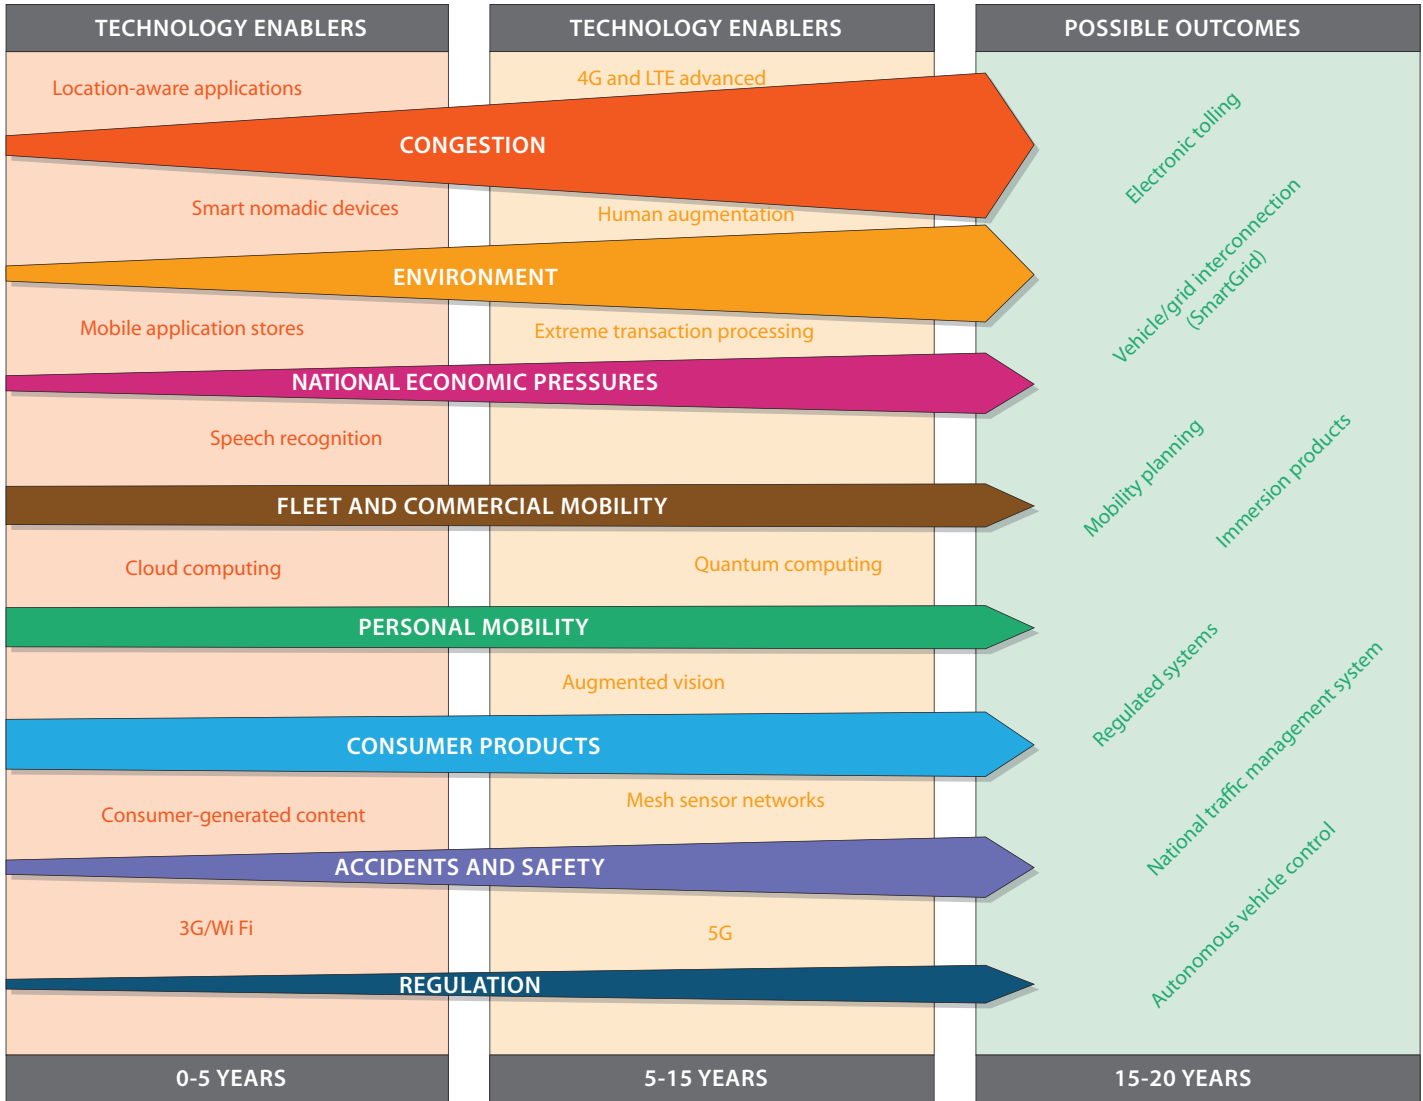 TECHNOLOGY ENABLERS
TECHNOLOGY ENABLERS
POSSIBLE OUTCOMES
Location-aware applications
4G and LTE advanced
CONGESTION
Electronic tolling
Smart nomadic devices
Human augmentation
ENVIRONMENT
Vehicle/grid interconnection
(SmartGrid)
Mobile application stores
Extreme transaction processing
NATIONAL ECONOMIC PRESSURES
Speech recognition
Mobility planning
Immersion products
FLEET AND COMMERCIAL MOBILITY
Cloud computing
Quantum computing
PERSONAL MOBILITY
Augmented vision
Regulated systems
CONSUMER PRODUCTS
National traffic management system
Consumer-generated content
Mesh sensor networks
ACCIDENTS AND SAFETY
3G/Wi Fi
5G
Autonomous vehicle control
REGULATION
0-5 YEARS
5-15 YEARS
15-20 YEARS